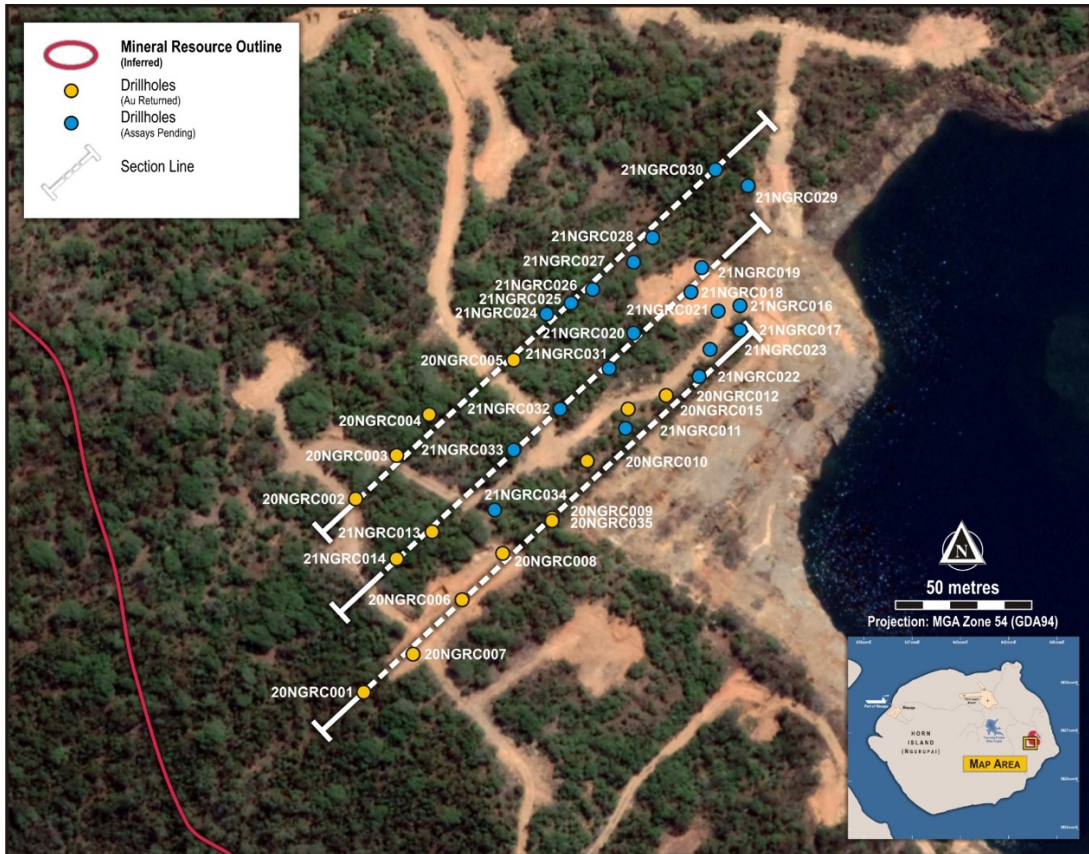 Mineral Resource Outline
(Inferred)
Drillholes
(Au Returned)
Drillholes
(Assays Pending)
Section Line
21NGRC030
21NGRC029
21NGRC028
21NGRC027
21NGRC019
21NGRC026
21NGRC018
21NGRC025
21NGRC024
21NGRC021
21NGRC016
21NGRC020
21NGRC017
21NGRC031
20NGRC005
21NGRC023
21NGRC022
20NGRC012
21NGRC032
20NGRC015
20NGRC004
21NGRC011
21NGRC033
20NGRC003
20NGRC010
20NGRC002
21NGRC034
20NGRC009
20NGRC035
21NGRC013
21NGRC014
20NGRC008
20NGRC006
20NGRC007
20NGRC001
N
50 metres
Projection: MGA Zone 54 (GDA94)
HORN
ISLAND
(NGURUPAI)
MAP AREA